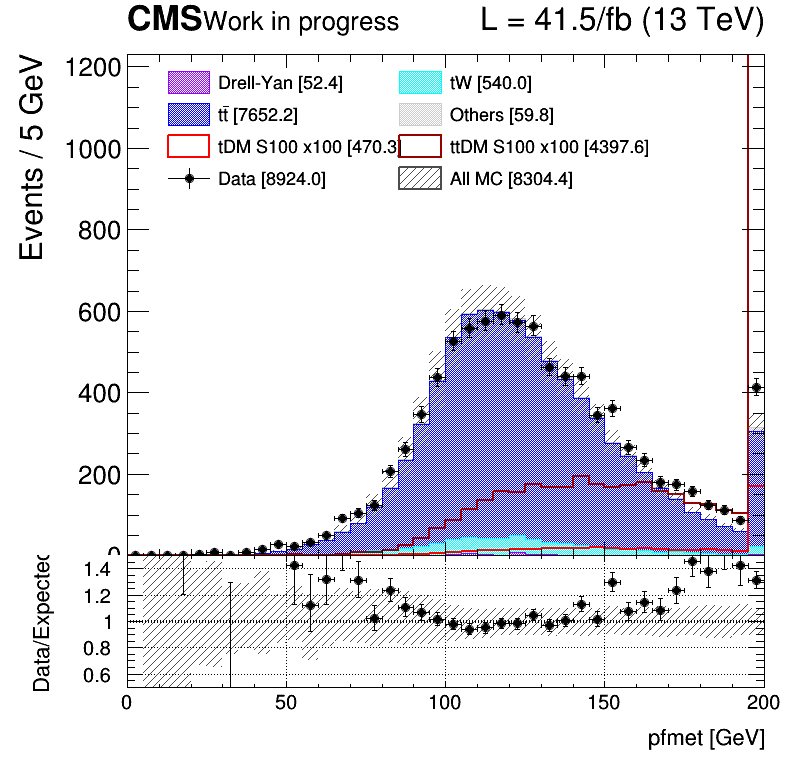 CMS Work in progress L = 41.5/fb (13 TeV)
Events / 5 GeV
1200
1000
800
600
400
200
0
Drell-Yan [52.4] tW [540.0]
tt̄ [7652.2] Others [59.8]
tDM S100 x100 [470.3] ttDM S100 x100 [4397.6]
Data [8924.0] All MC [8304.4]
Data/Expected
1.4
1.2
1
0.8
0.6
0 50 100 150 200
pfmet [GeV]